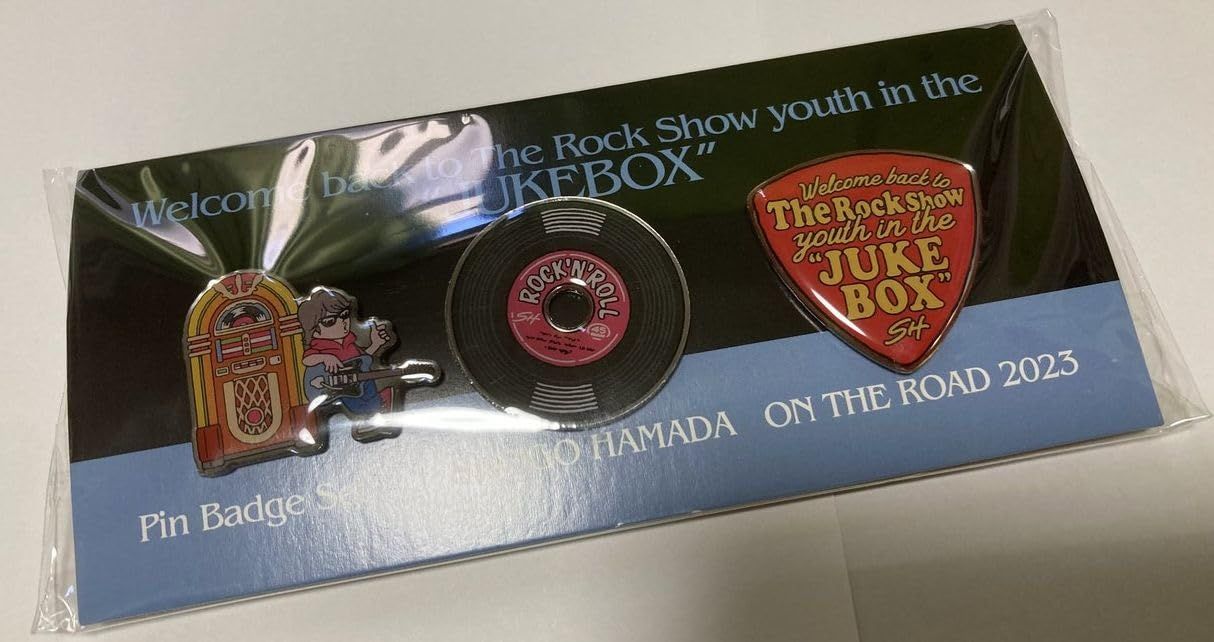 Welcome back to The Rock Show youth in the
"JUKEBOX"
ROCK'N'ROLL
SH
45
Welcome back to
The Rock Show
youth in the
"JUKE
BOX"
SH
Pin Badge
HAMADA ON THE ROAD 2023